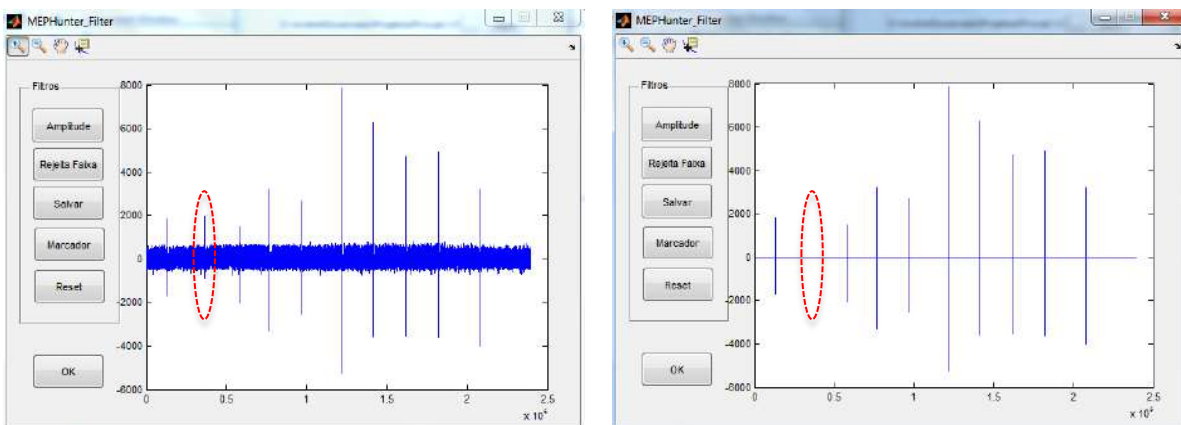 MEPHunter_Filter
Filtros
Amplitude
Rejeita Faixa
Salvar
Marcador
Reset
OK
8000
6000
4000
2000
0
-2000
-4000
-6000
0 0.5 1 1.5 2 2.5
x 10⁴
MEPHunter_Filter
Filtros
Amplitude
Rejeita Faixa
Salvar
Marcador
Reset
OK
8000
6000
4000
2000
0
-2000
-4000
-6000
0 0.5 1 1.5 2 2.5
x 10⁴